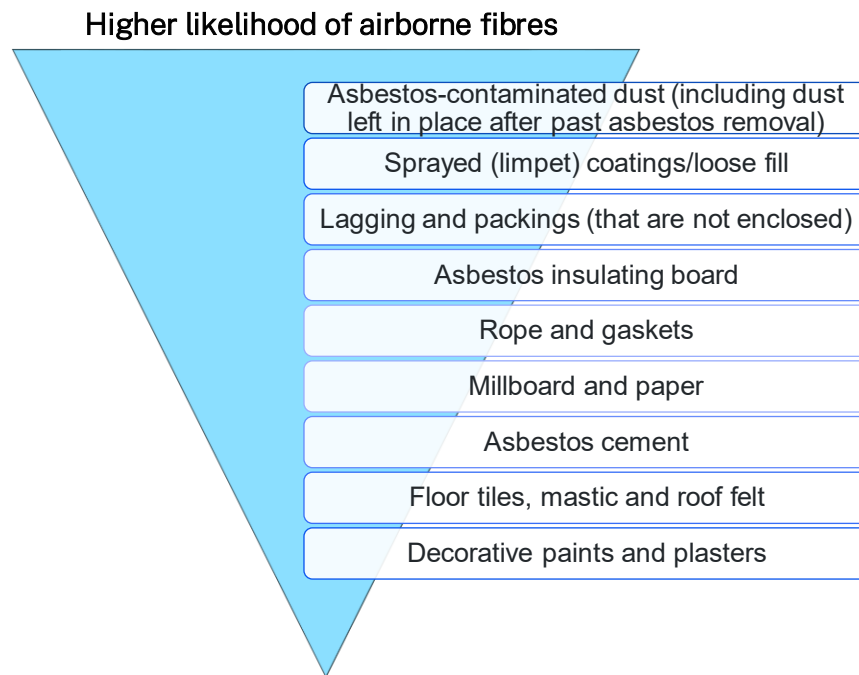 Higher likelihood of airborne fibres
Asbestos-contaminated dust (including dust
left in place after past asbestos removal)
Sprayed (limpet) coatings/loose fill
Lagging and packings (that are not enclosed)
Asbestos insulating board
Rope and gaskets
Millboard and paper
Asbestos cement
Floor tiles, mastic and roof felt
Decorative paints and plasters